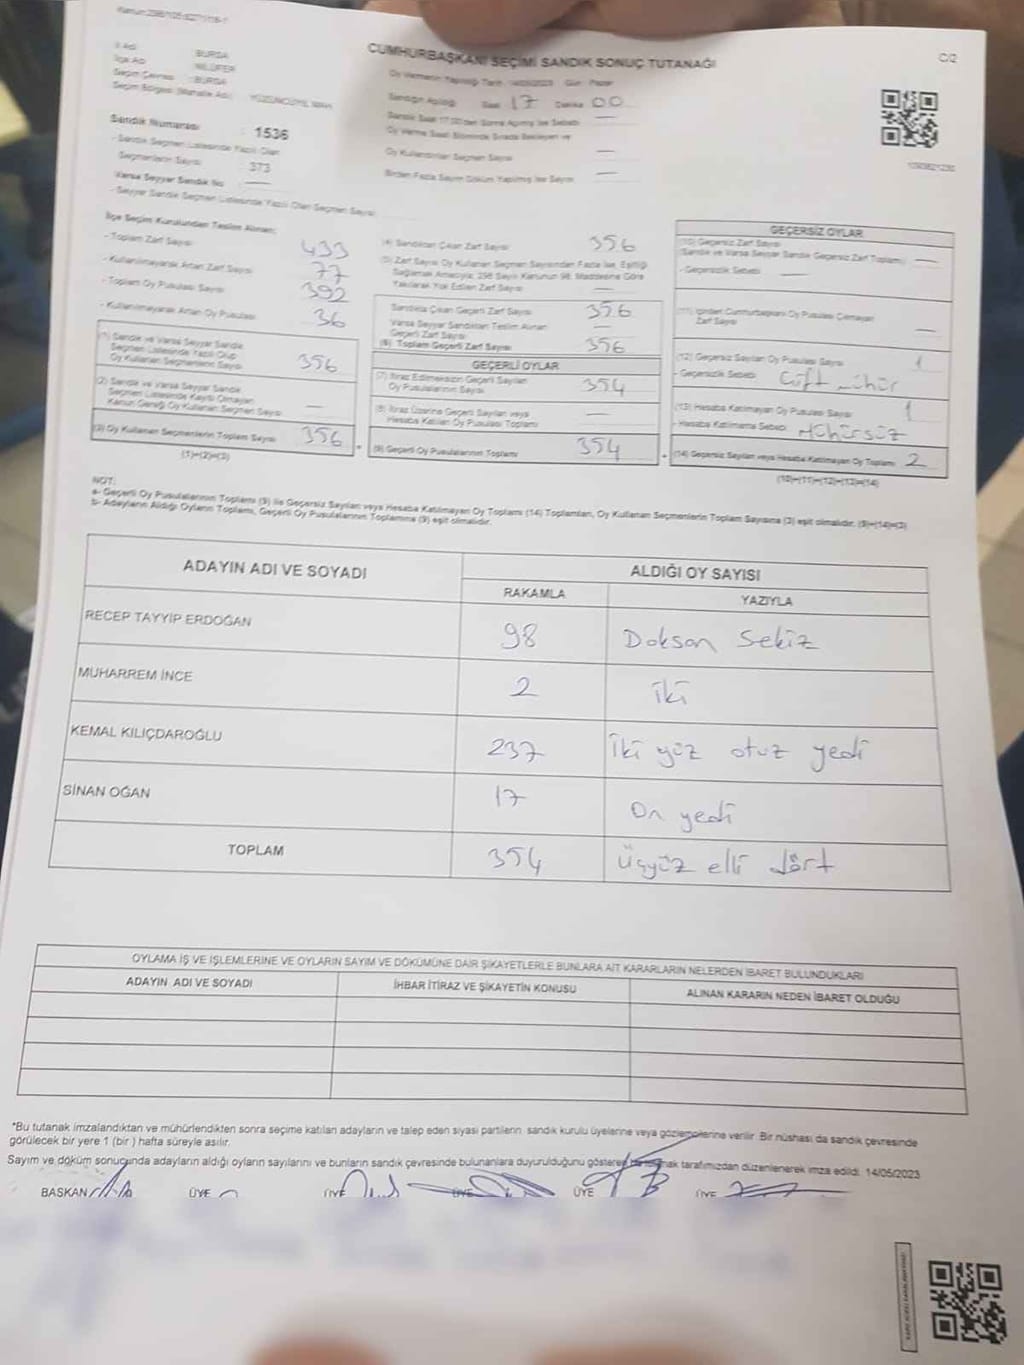 C/2
CUMHURBAŞKANI SEÇİMİ SANDIK SONUÇ TUTANAĞI
İl Adı : BURSA
İlçe Adı : NİLÜFER
Seçim Çevresi : BURSA
Seçim Bölgesi (Mahalle Adı) : YÜZÜNCÜYIL MAH.
Oy Vermenin Yapıldığı Tarih : 14/05/2023 Gün : Pazar
Sandığın Açıldığı Saat 17 Dakika 00
Sandık Saat 17:00'den Sonra Açılmış İse Sebebi —
Oy Verme Saati Bitiminde Sırada Bekleyen ve
Oy Kullandırılan Seçmen Sayısı —
Birden Fazla Sayım Döküm Yapılmış İse Sayısı —
Sandık Numarası : 1536
- Sandık Seçmen Listesinde Yazılı Olan
Seçmenlerin Sayısı : 373
Varsa Seyyar Sandık No —
- Seyyar Sandık Seçmen Listesinde Yazılı Olan Seçmen Sayısı
İlçe Seçim Kurulundan Teslim Alınan;
- Toplam Zarf Sayısı 433
- Kullanılmayarak Artan Zarf Sayısı 77
- Toplam Oy Pusulası Sayısı 392
- Kullanılmayarak Artan Oy Pusulası 36
(1) Sandık ve Varsa Seyyar Sandık
Seçmen Listesinde Yazılı Olup
Oy Kullanan Seçmenlerin Sayısı 356
(2) Sandık ve Varsa Seyyar Sandık
Seçmen Listesinde Kaydı Olmayan
Kanun Gereği Oy Kullanan Seçmen Sayısı —
(3) Oy Kullanan Seçmenlerin Toplam Sayısı 356
(1)+(2)=(3)
(4) Sandıktan Çıkan Zarf Sayısı 356
(5) Zarf Sayısı Oy Kullanan Seçmen Sayısından Fazla İse, Eşitliği
Sağlamak Amacıyla; 298 Sayılı Kanunun 98. Maddesine Göre
Yakılarak Yok Edilen Zarf Sayısı —
Sandıkta Çıkan Geçerli Zarf Sayısı 356
Varsa Seyyar Sandıktan Teslim Alınan
Geçerli Zarf Sayısı —
(6) Toplam Geçerli Zarf Sayısı 356
GEÇERLİ OYLAR
(7) İtiraz Edilmeksizin Geçerli Sayılan
Oy Pusulalarının Sayısı 354
(8) İtiraz Üzerine Geçerli Sayılan veya
Hesaba Katılan Oy Pusulası Toplamı —
(9) Geçerli Oy Pusulalarının Toplamı 354
GEÇERSİZ OYLAR
(10) Geçersiz Zarf Sayısı
(Sandık ve Varsa Seyyar Sandık Geçersiz Zarf Toplamı) —
- Geçersizlik Sebebi —
(11) İçinden Cumhurbaşkanı Oy Pusulası Çıkmayan
Zarf Sayısı —
(12) Geçersiz Sayılan Oy Pusulası Sayısı 1
- Geçersizlik Sebebi Çift mühür
(13) Hesaba Katılmayan Oy Pusulası Sayısı 1
- Hesaba Katılmama Sebebi Mühürsüz
(14) Geçersiz Sayılan veya Hesaba Katılmayan Oy Toplamı 2
(10)+(11)+(12)+(13)=(14)
NOT:
a- Geçerli Oy Pusulalarının Toplamı (9) ile Geçersiz Sayılan veya Hesaba Katılmayan Oy Toplamı (14) Toplamları, Oy Kullanan Seçmenlerin Toplam Sayısına (3) eşit olmalıdır. (9)+(14)=(3)
b- Adayların Aldığı Oyların Toplamı, Geçerli Oy Pusulalarının Toplamına (9) eşit olmalıdır.
ADAYIN ADI VE SOYADI ALDIĞI OY SAYISI
RAKAMLA YAZIYLA
RECEP TAYYİP ERDOĞAN 98 Doksan Sekiz
MUHARREM İNCE 2 iki
KEMAL KILIÇDAROĞLU 237 iki yüz otuz yedi
SİNAN OĞAN 17 On yedi
TOPLAM 354 üçyüz elli dört
OYLAMA İŞ VE İŞLEMLERİNE VE OYLARIN SAYIM VE DÖKÜMÜNE DAİR ŞİKAYETLERLE BUNLARA AİT KARARLARIN NELERDEN İBARET BULUNDUKLARI
ADAYIN ADI VE SOYADI İHBAR İTİRAZ VE ŞİKAYETİN KONUSU ALINAN KARARIN NEDEN İBARET OLDUĞU
*Bu tutanak imzalandıktan ve mühürlendikten sonra seçime katılan adayların ve talep eden siyasi partilerin, sandık kurulu üyelerine veya gözlemcilerine verilir. Bir nüshası da sandık çevresinde
görülecek bir yere 1 (bir ) hafta süreyle asılır.
Sayım ve döküm sonucunda adayların aldığı oyların sayılarını ve bunların sandık çevresinde bulunanlara duyurulduğunu gösteren bu tutanak tarafımızdan düzenlenerek imza edildi. 14/05/2023
BAŞKAN ÜYE ÜYE ÜYE ÜYE ÜYE